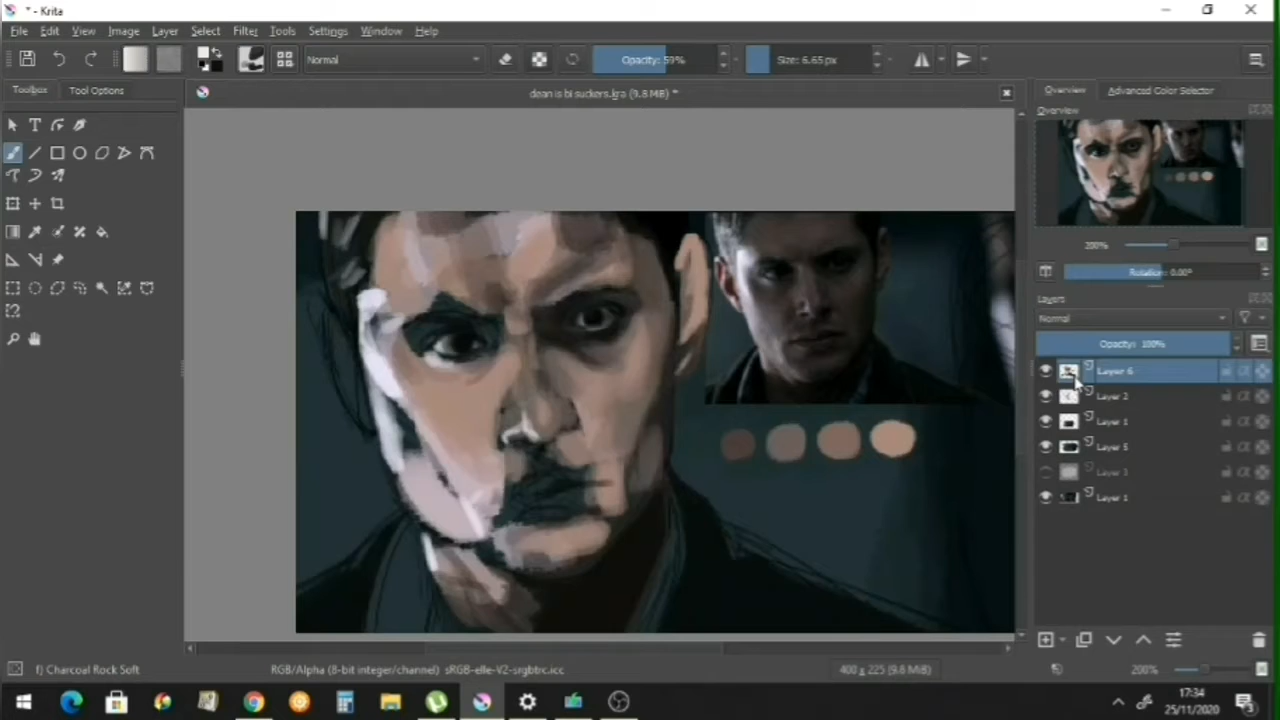 * - Krita
File Edit View Image Layer Select Filter Tools Settings Window Help
Normal Opacity: 59% Size: 6.65 px
Toolbox Tool Options
dean is bi suckers.kra (9.8 MiB) *
Overview Advanced Color Selector
Overview
200%
Rotation: 0.00°
Layers
Normal
Opacity: 100%
Layer 6
Layer 2
Layer 1
Layer 5
Layer 3
Layer 1
f) Charcoal Rock Soft RGB/Alpha (8-bit integer/channel) sRGB-elle-V2-srgbtrc.icc 400 x 225 (9.8 MiB) 200%
17:34
25/11/2020